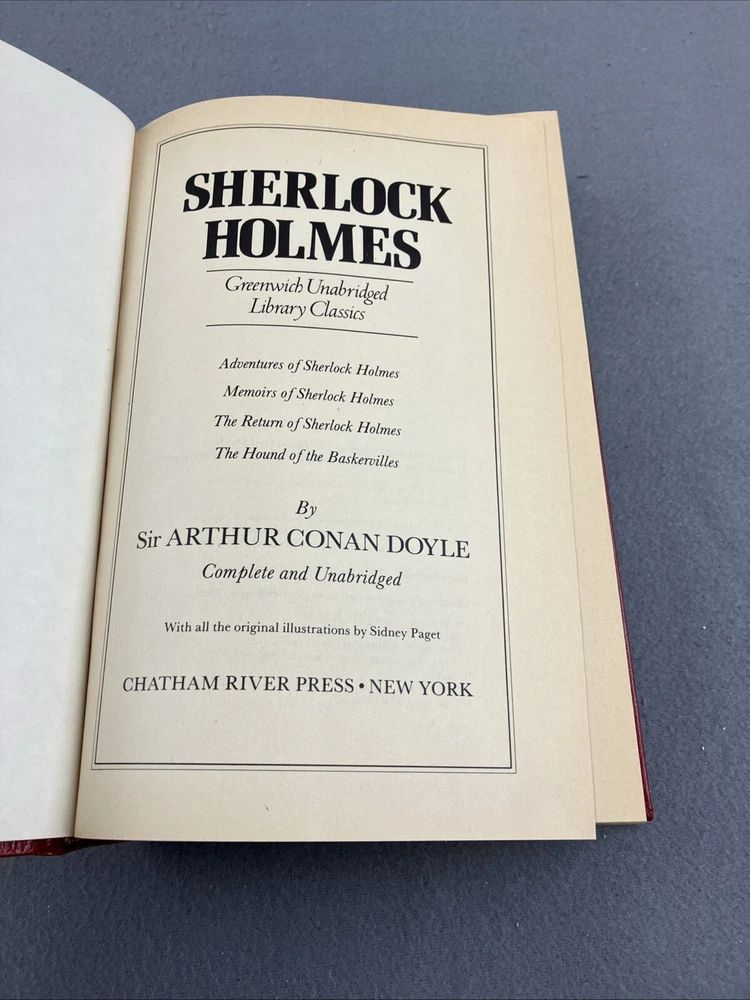 SHERLOCK
HOLMES
Greenwich Unabridged
Library Classics
Adventures of Sherlock Holmes
Memoirs of Sherlock Holmes
The Return of Sherlock Holmes
The Hound of the Baskervilles
By
Sir ARTHUR CONAN DOYLE
Complete and Unabridged
With all the original illustrations by Sidney Paget
CHATHAM RIVER PRESS • NEW YORK